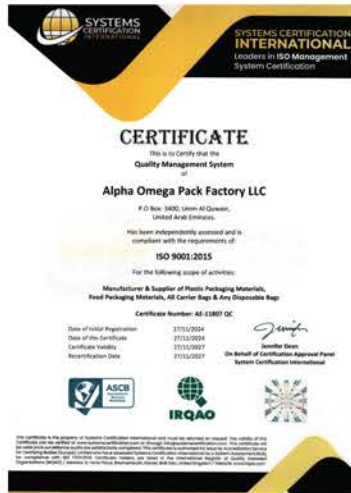 SYSTEMS
CERTIFICATION
INTERNATIONAL
SYSTEMS CERTIFICATION
INTERNATIONAL
Leaders in ISO Management
System Certification
CERTIFICATE
This is to Certify that the
Quality Management System
of
Alpha Omega Pack Factory LLC
P.O Box: 3400, Umm Al Quwain,
United Arab Emirates.
Has been independently assessed and is
compliant with the requirements of:
ISO 9001:2015
For the following scope of activities:
Manufacturer & Supplier of Plastic Packaging Materials,
Food Packaging Materials, All Carrier Bags & Any Disposable Bags
Certificate Number: AE-11807 QC
Date of Initial Registration 27/11/2024
Date of the Certificate 27/11/2024
Certificate Validity 27/11/2027
Recertification Date 27/11/2027
Jennifer Dean
On Behalf of Certification Approval Panel
System Certification International
ASCB
IRQAO